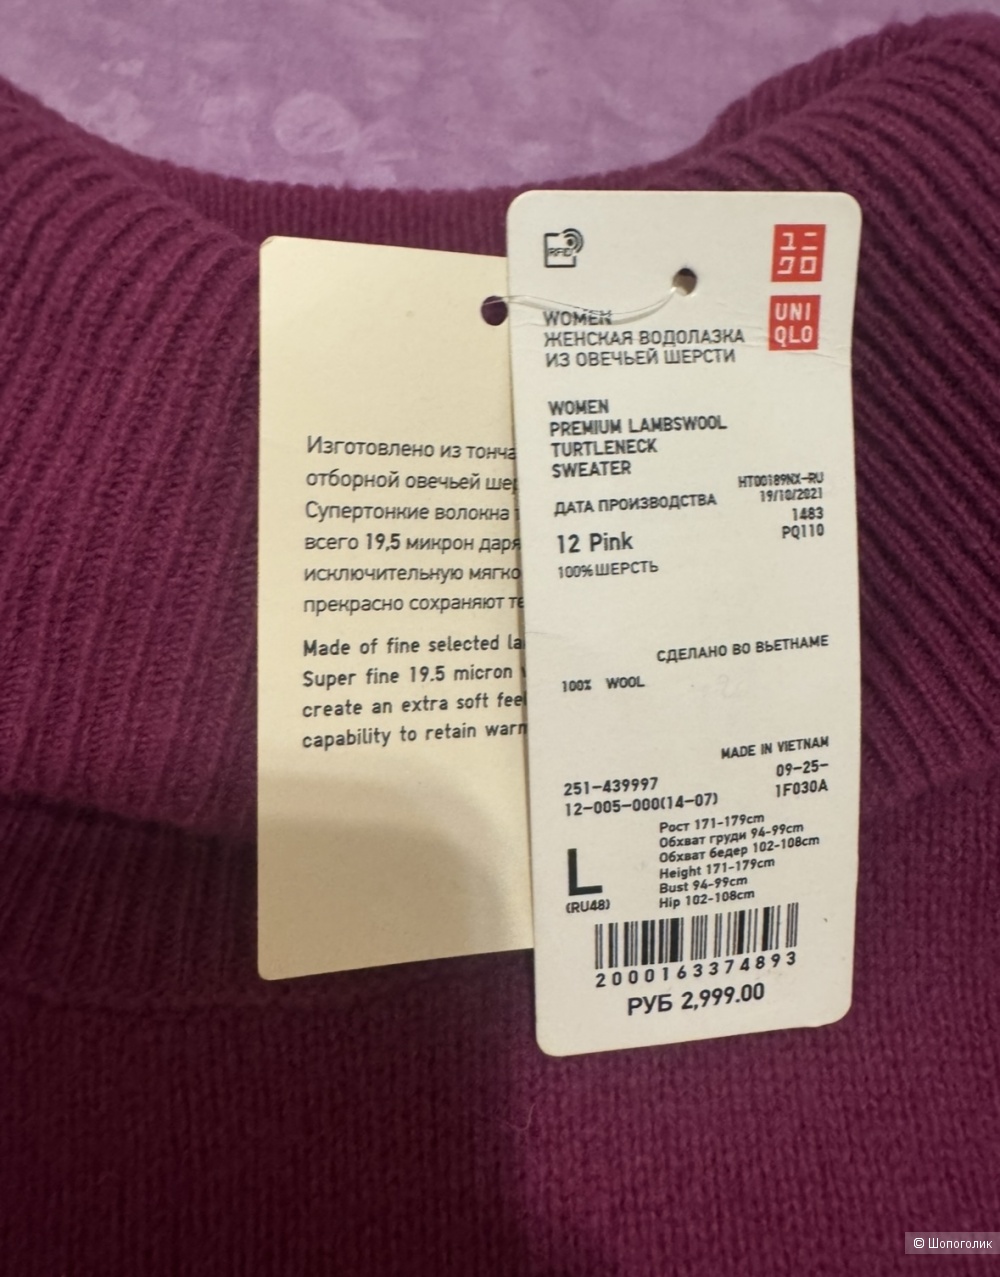 Изготовлено из тонча
отборной овечьей шер
Супертонкие волокна
всего 19,5 микрон даря
исключительную мягко
прекрасно сохраняют те
Made of fine selected la
Super fine 19.5 micron
create an extra soft feel
capability to retain warm
RFID
ユニ
クロ
UNI
QLO
WOMEN
ЖЕНСКАЯ ВОДОЛАЗКА
ИЗ ОВЕЧЬЕЙ ШЕРСТИ
WOMEN
PREMIUM LAMBSWOOL
TURTLENECK
SWEATER
HT00189NX-RU
ДАТА ПРОИЗВОДСТВА 19/10/2021
1483
12 Pink PQ110
100%ШЕРСТЬ
СДЕЛАНО ВО ВЬЕТНАМЕ
100% WOOL
MADE IN VIETNAM
251-439997 09-25-
12-005-000(14-07) 1F030A
L
(RU48)
Рост 171-179cm
Обхват груди 94-99cm
Обхват бедер 102-108cm
Height 171-179cm
Bust 94-99cm
Hip 102-108cm
2000163374893
РУБ 2,999.00
© Шопоголик